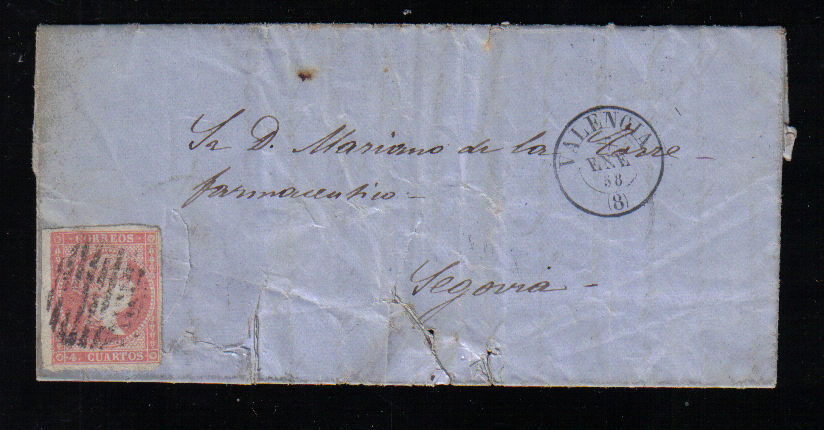 Sr D. Mariano de la Torre
farmaceutico
Segovia
VALENCIA
ENE
58
(8)
CORREOS
4 CUARTOS